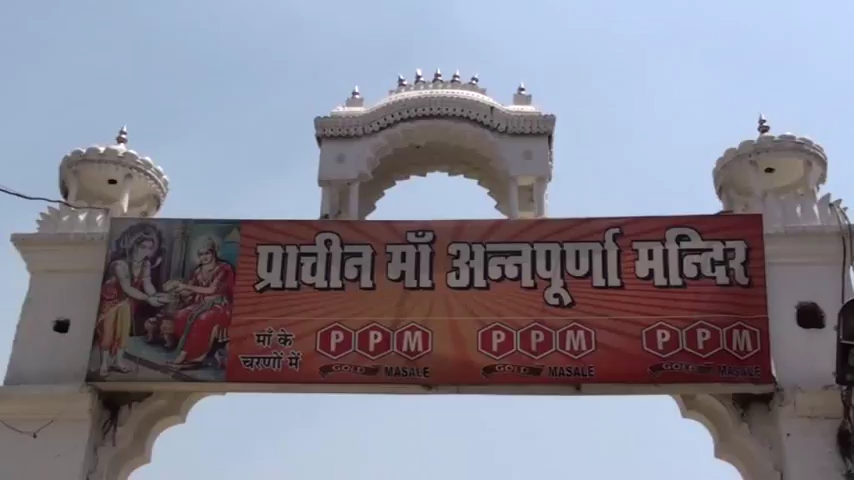 प्राचीन माँ अन्नपूर्णा मन्दिर
माँ के
चरणों में
PPM PPM PPM
GOLD MASALE GOLD MASALE GOLD MASALE